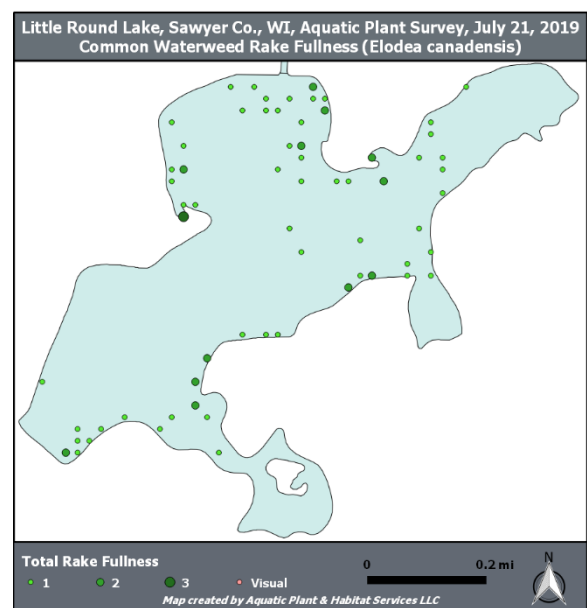 Little Round Lake, Sawyer Co., WI, Aquatic Plant Survey, July 21, 2019
Common Waterweed Rake Fullness (Elodea canadensis)
Total Rake Fullness
1 2 3 Visual
0 0.2 mi
N
Map created by Aquatic Plant & Habitat Services LLC